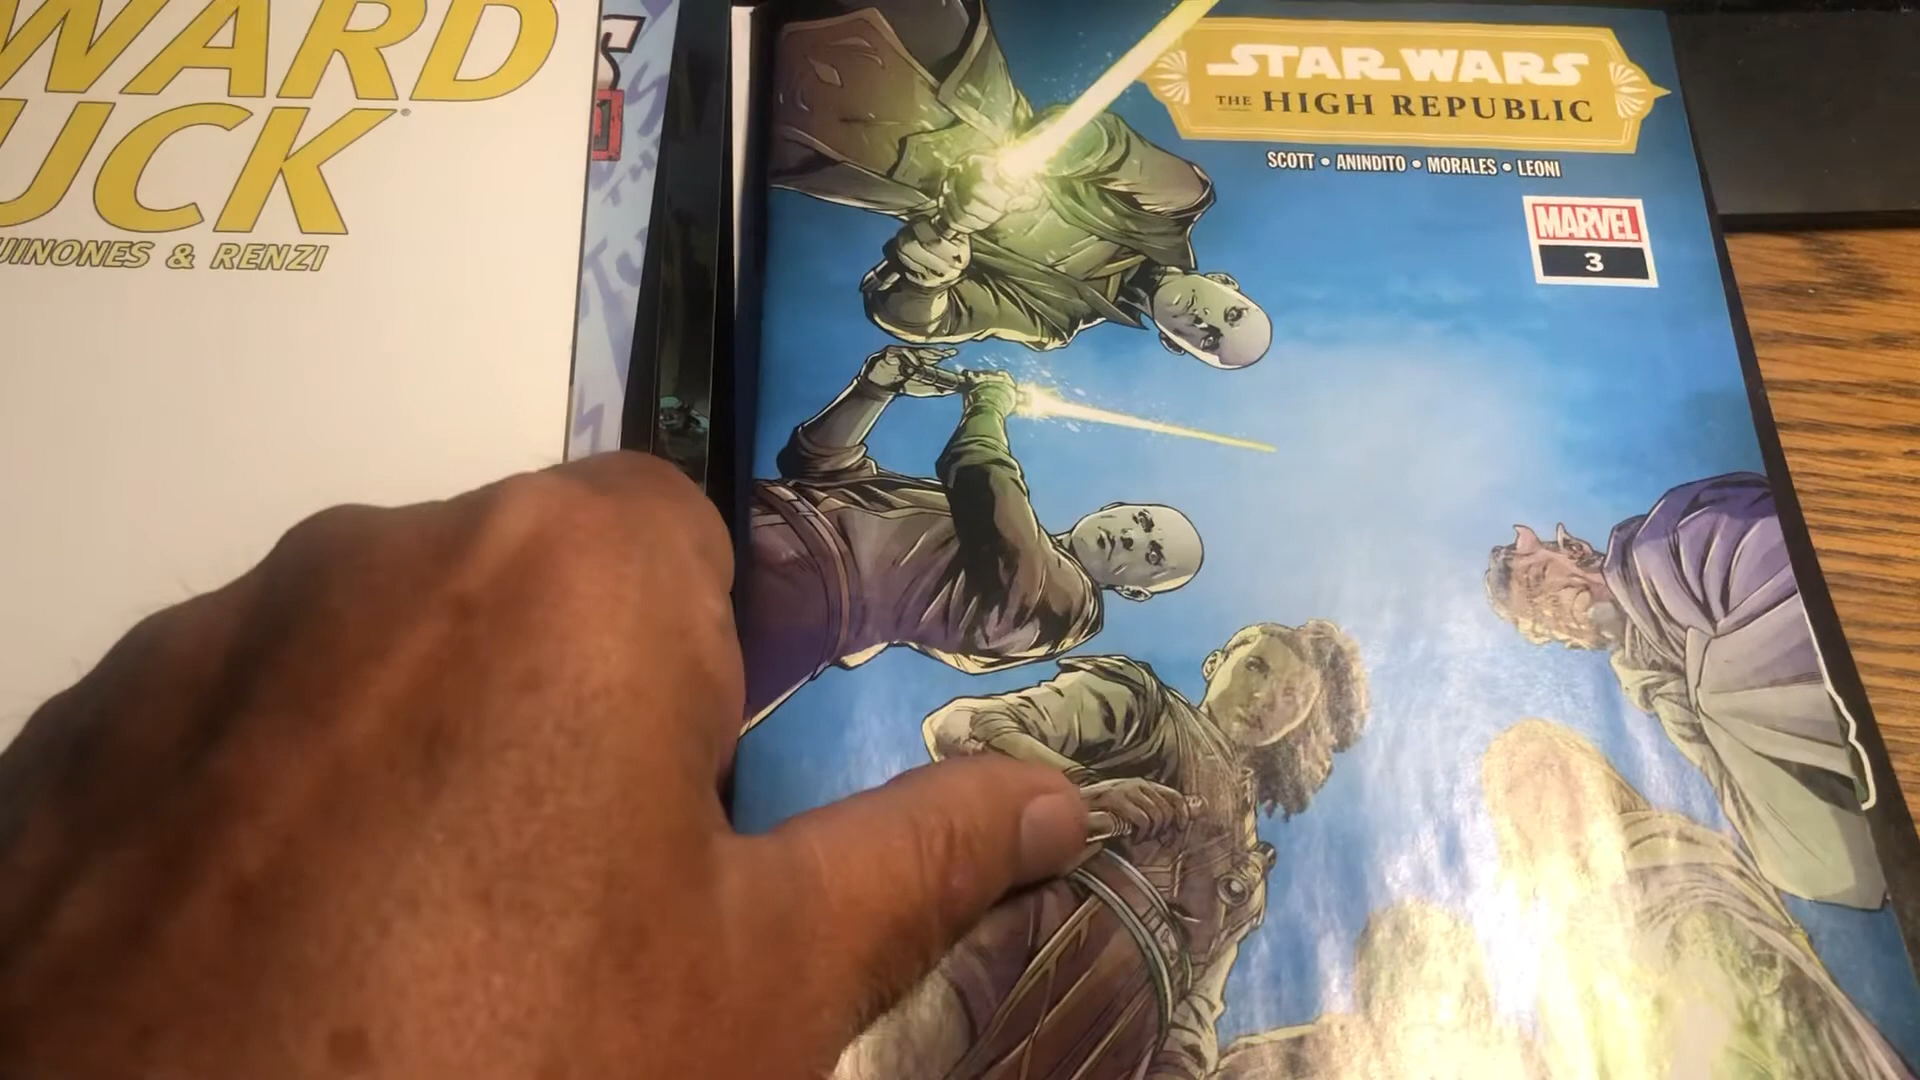 WARD
UCK
UINONES & RENZI
STAR WARS
THE HIGH REPUBLIC
SCOTT • ANINDITO • MORALES • LEONI
MARVEL
3